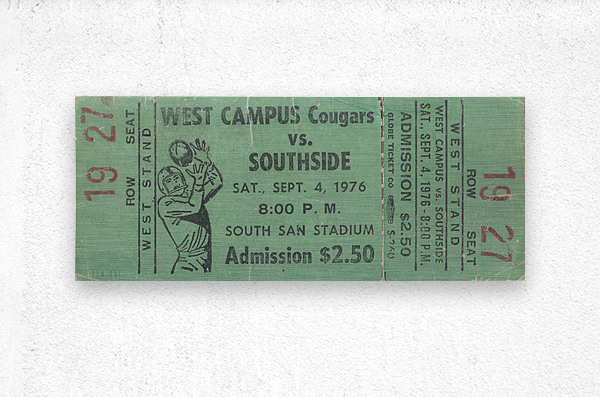 19 27
ROW SEAT
WEST STAND
WEST CAMPUS Cougars
vs.
SOUTHSIDE
SAT., SEPT. 4, 1976
8:00 P. M.
SOUTH SAN STADIUM
Admission $2.50
GLOBE TICKET CO
ADMISSION $2.50
SAT., SEPT. 4, 1976 - 8:00 P.M.
WEST CAMPUS vs. SOUTHSIDE
WEST STAND
ROW SEAT
19 27